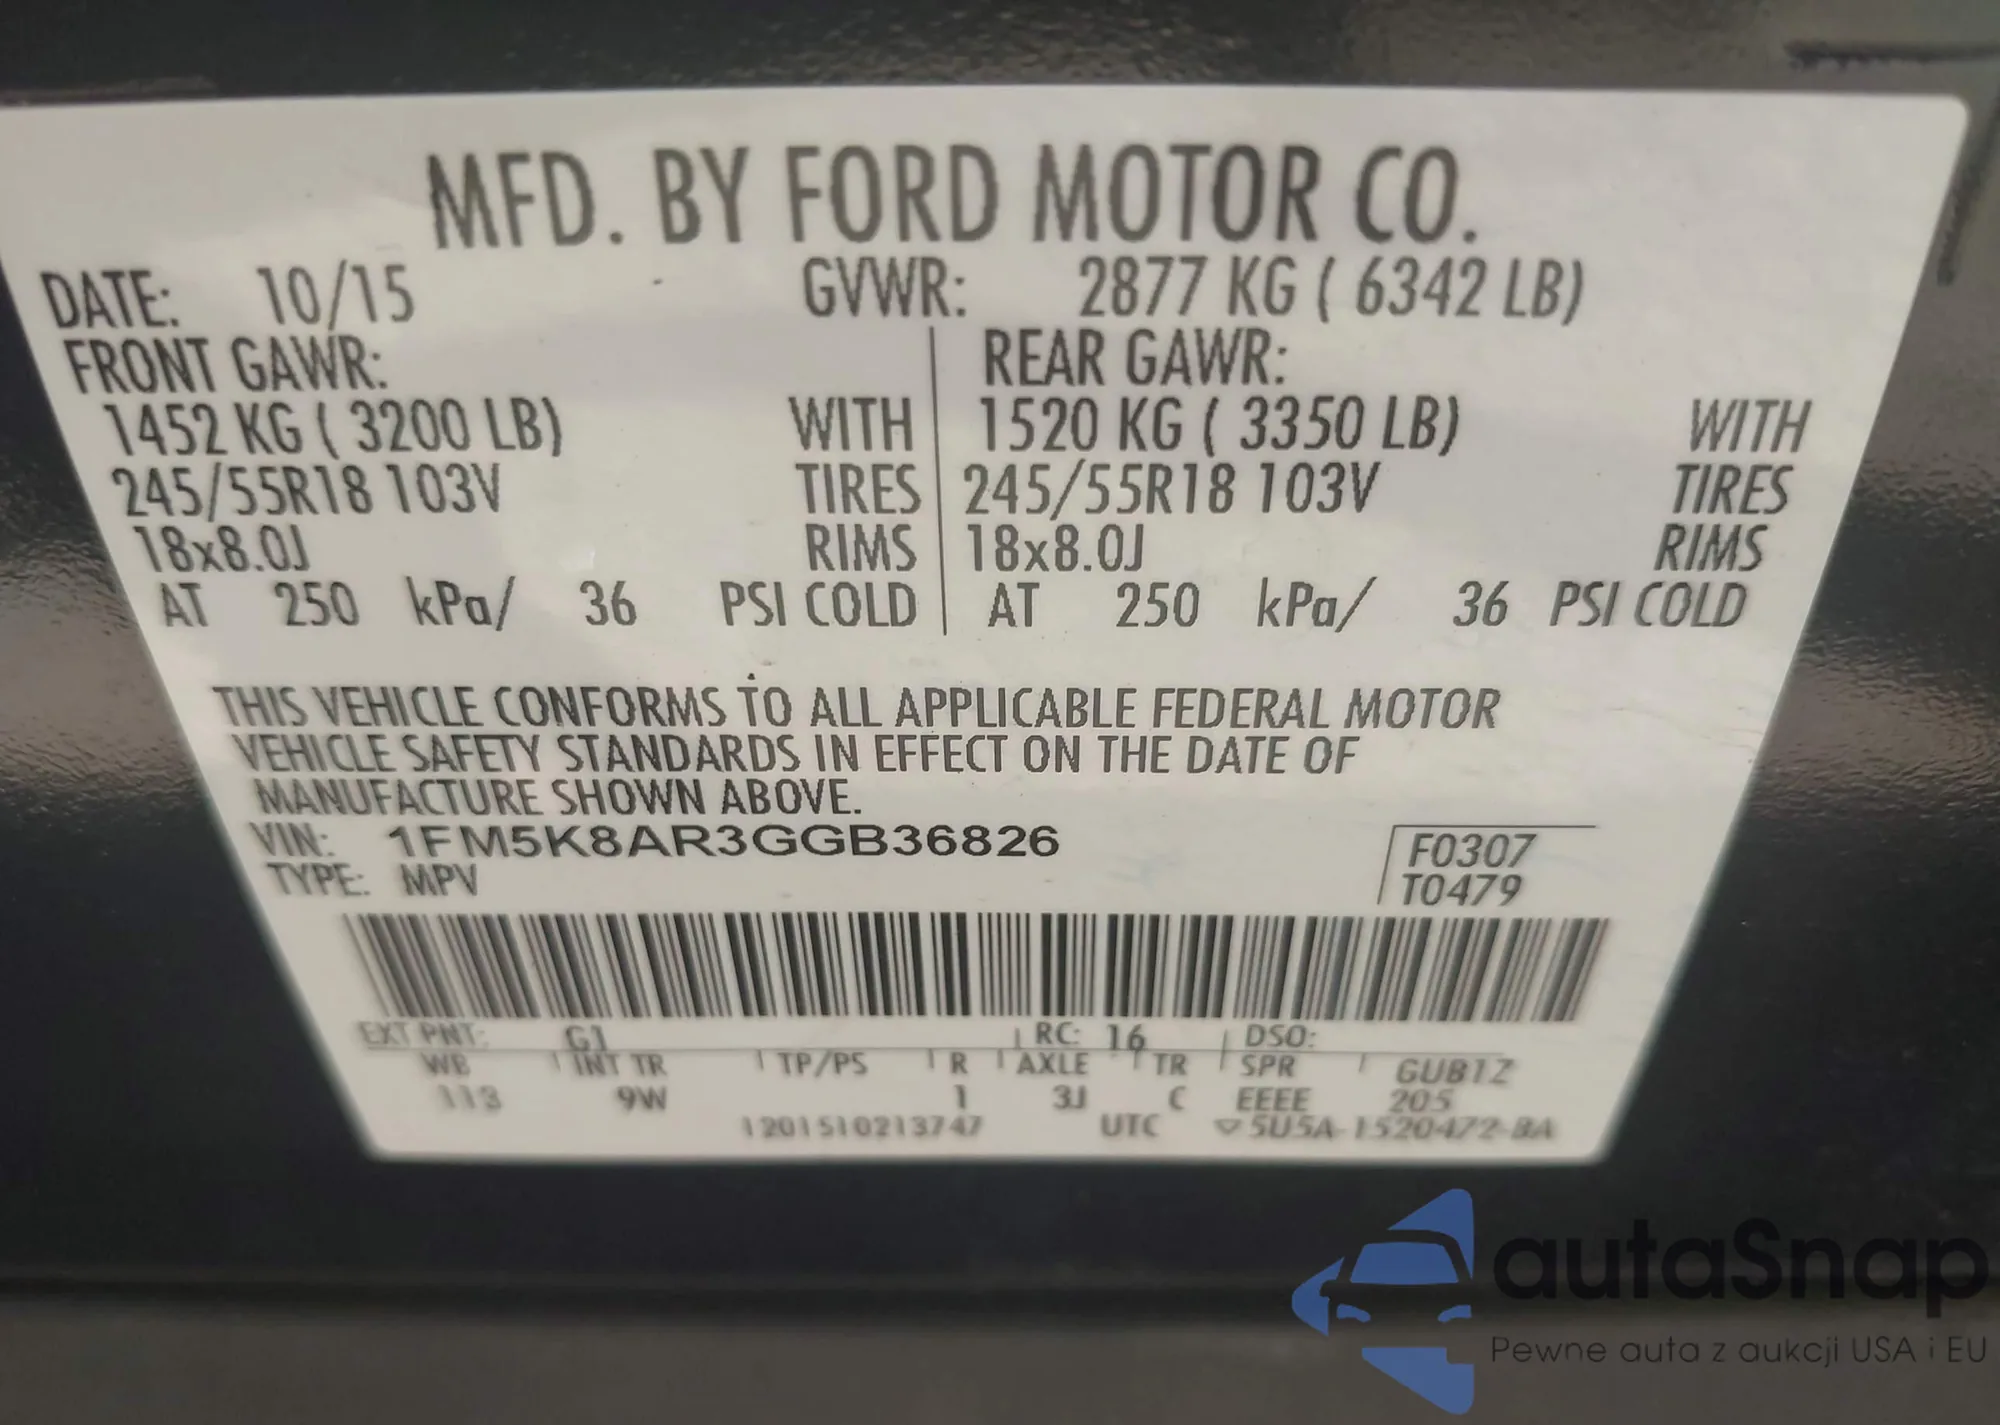 MFD. BY FORD MOTOR CO.
DATE: 10/15 GVWR: 2877 KG ( 6342 LB)
FRONT GAWR: REAR GAWR:
1452 KG ( 3200 LB) WITH 1520 KG ( 3350 LB) WITH
245/55R18 103V TIRES 245/55R18 103V TIRES
18x8.0J RIMS 18x8.0J RIMS
AT 250 kPa/ 36 PSI COLD AT 250 kPa/ 36 PSI COLD
THIS VEHICLE CONFORMS TO ALL APPLICABLE FEDERAL MOTOR
VEHICLE SAFETY STANDARDS IN EFFECT ON THE DATE OF
MANUFACTURE SHOWN ABOVE.
VIN: 1FM5K8AR3GGB36826 F0307
TYPE: MPV T0479
EXT PNT: G1 RC: 16 DSO:
WB INT TR TP/PS R AXLE TR SPR GUB1Z
113 9W 1 3J C EEEE 205
1201510213747 UTC ▽5U5A-1520472-BA
autaSnap
Pewne auta z aukcji USA i EU